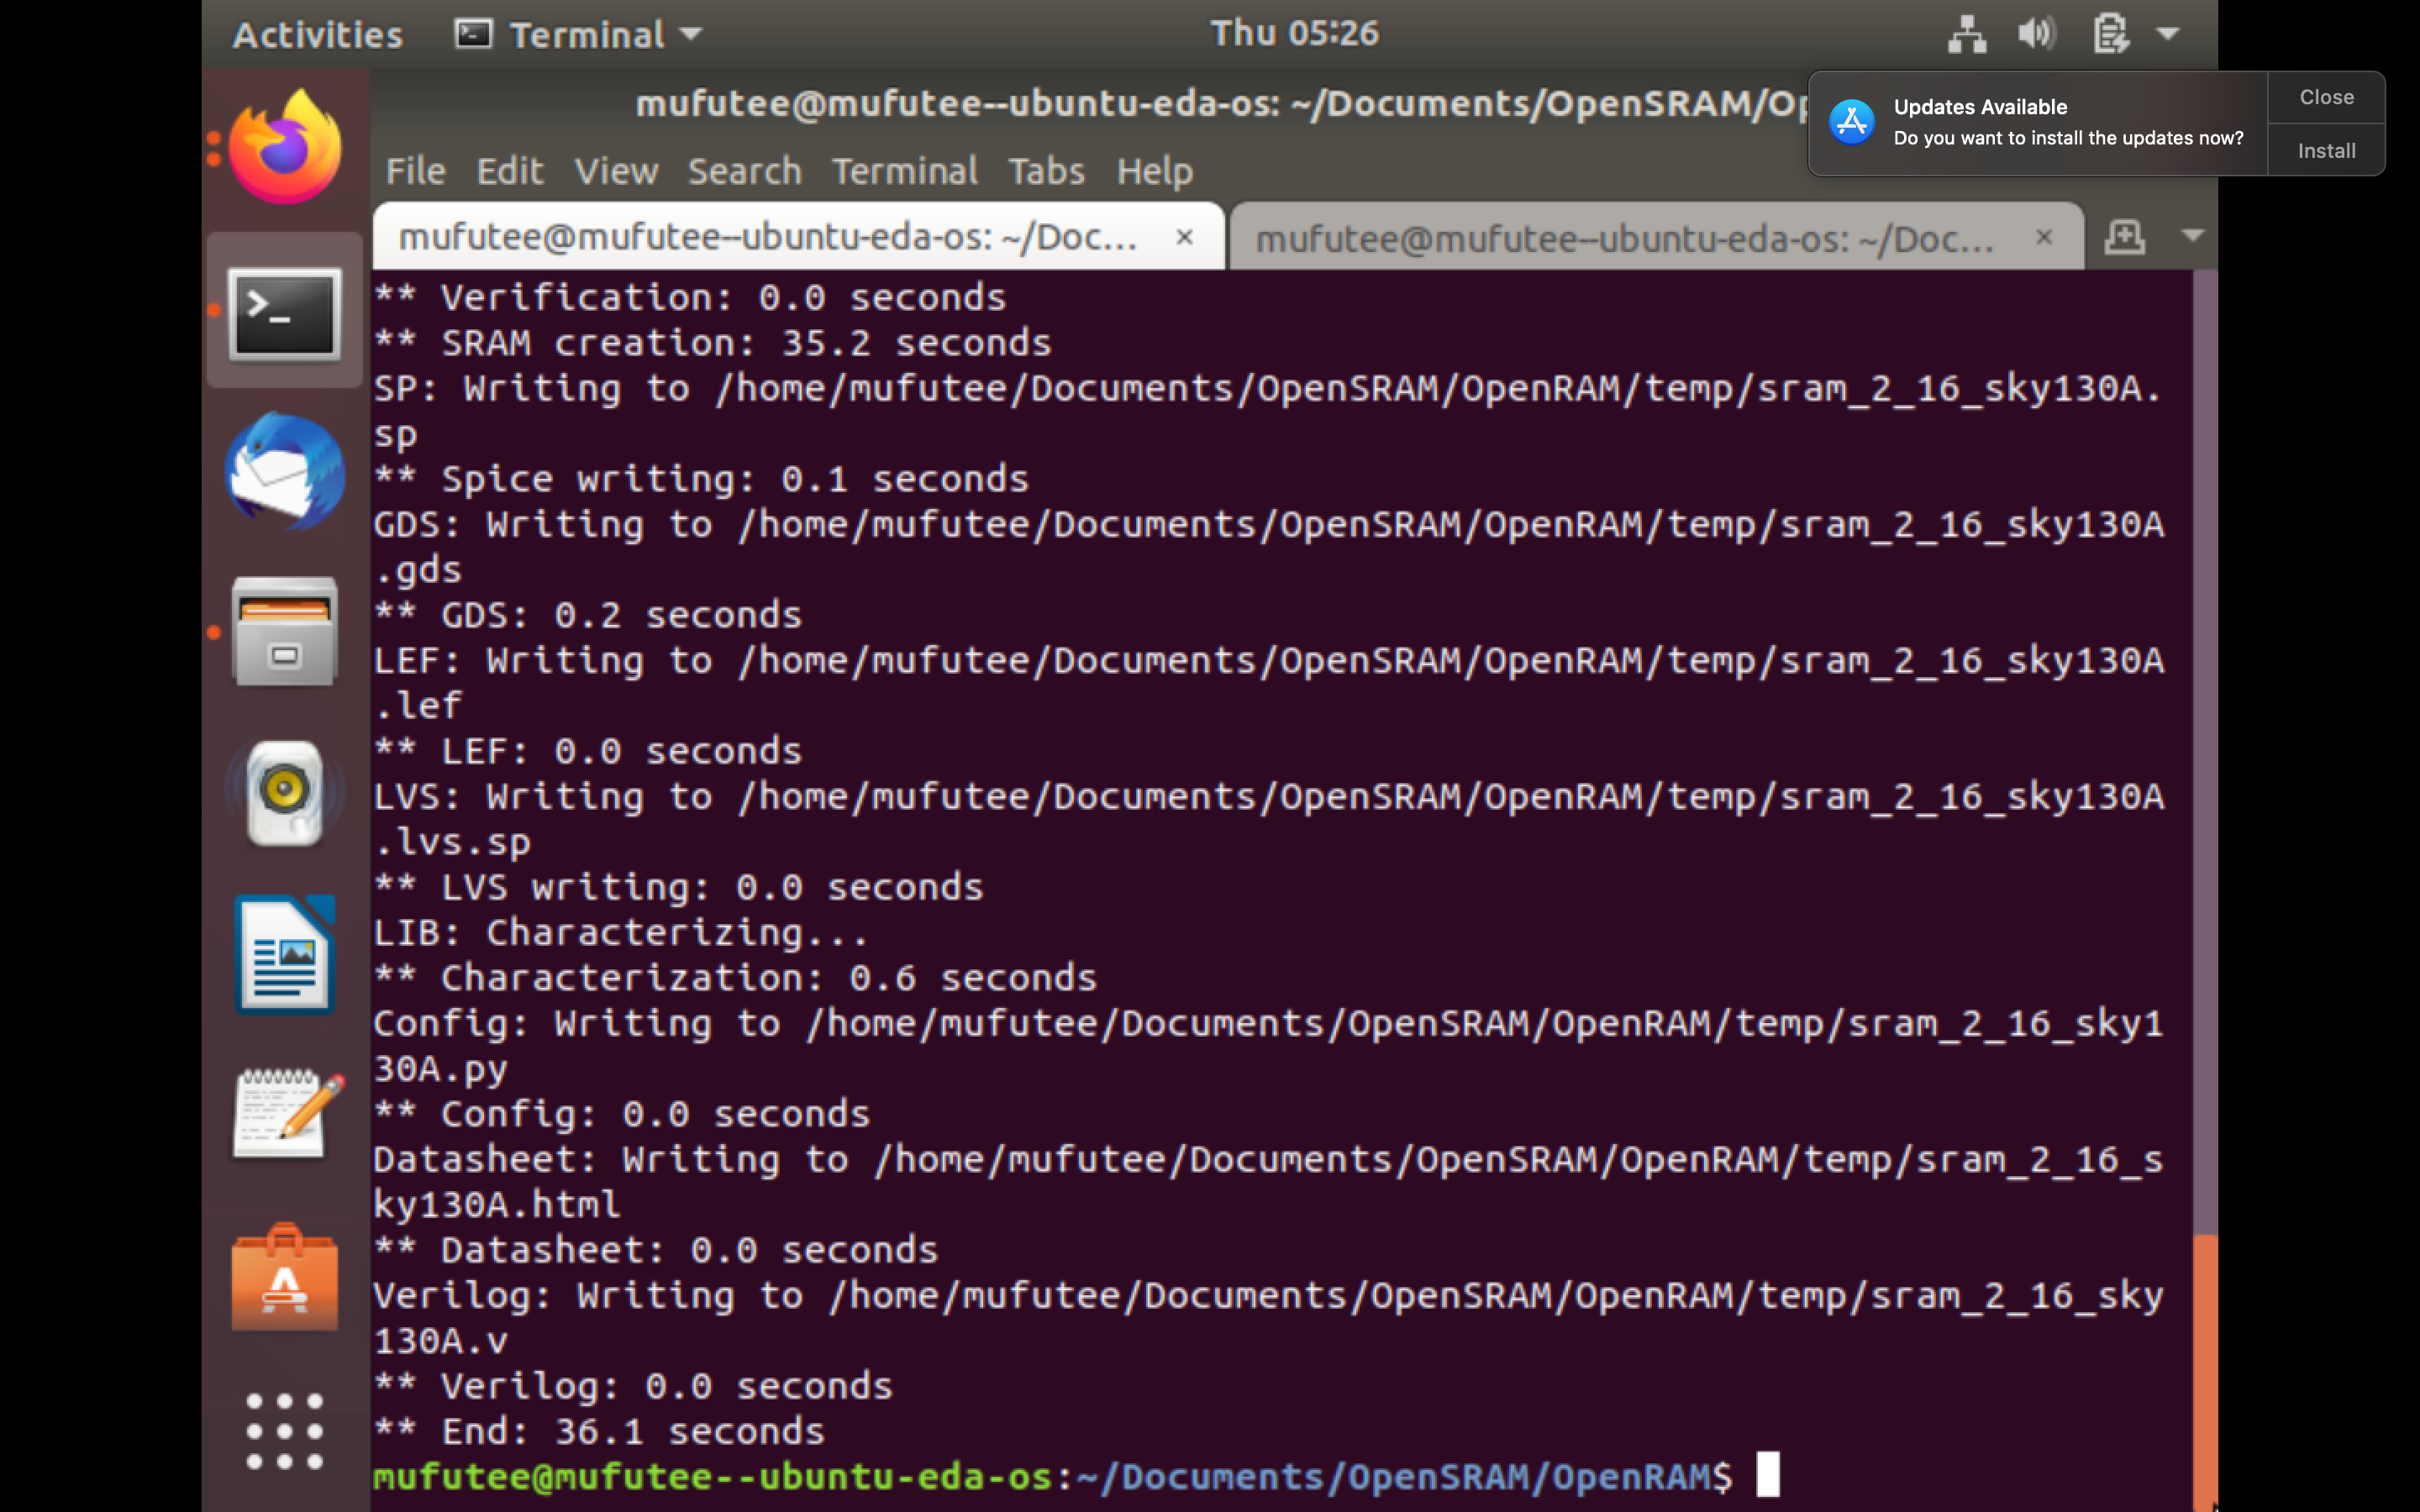 Activities Terminal Thu 05:26
mufutee@mufutee--ubuntu-eda-os: ~/Documents/OpenSRAM/Op
Updates Available
Do you want to install the updates now?
Close
Install
File Edit View Search Terminal Tabs Help
mufutee@mufutee--ubuntu-eda-os: ~/Doc... × mufutee@mufutee--ubuntu-eda-os: ~/Doc... ×
** Verification: 0.0 seconds
** SRAM creation: 35.2 seconds
SP: Writing to /home/mufutee/Documents/OpenSRAM/OpenRAM/temp/sram_2_16_sky130A.
sp
** Spice writing: 0.1 seconds
GDS: Writing to /home/mufutee/Documents/OpenSRAM/OpenRAM/temp/sram_2_16_sky130A
.gds
** GDS: 0.2 seconds
LEF: Writing to /home/mufutee/Documents/OpenSRAM/OpenRAM/temp/sram_2_16_sky130A
.lef
** LEF: 0.0 seconds
LVS: Writing to /home/mufutee/Documents/OpenSRAM/OpenRAM/temp/sram_2_16_sky130A
.lvs.sp
** LVS writing: 0.0 seconds
LIB: Characterizing...
** Characterization: 0.6 seconds
Config: Writing to /home/mufutee/Documents/OpenSRAM/OpenRAM/temp/sram_2_16_sky1
30A.py
** Config: 0.0 seconds
Datasheet: Writing to /home/mufutee/Documents/OpenSRAM/OpenRAM/temp/sram_2_16_s
ky130A.html
** Datasheet: 0.0 seconds
Verilog: Writing to /home/mufutee/Documents/OpenSRAM/OpenRAM/temp/sram_2_16_sky
130A.v
** Verilog: 0.0 seconds
** End: 36.1 seconds
mufutee@mufutee--ubuntu-eda-os:~/Documents/OpenSRAM/OpenRAM$